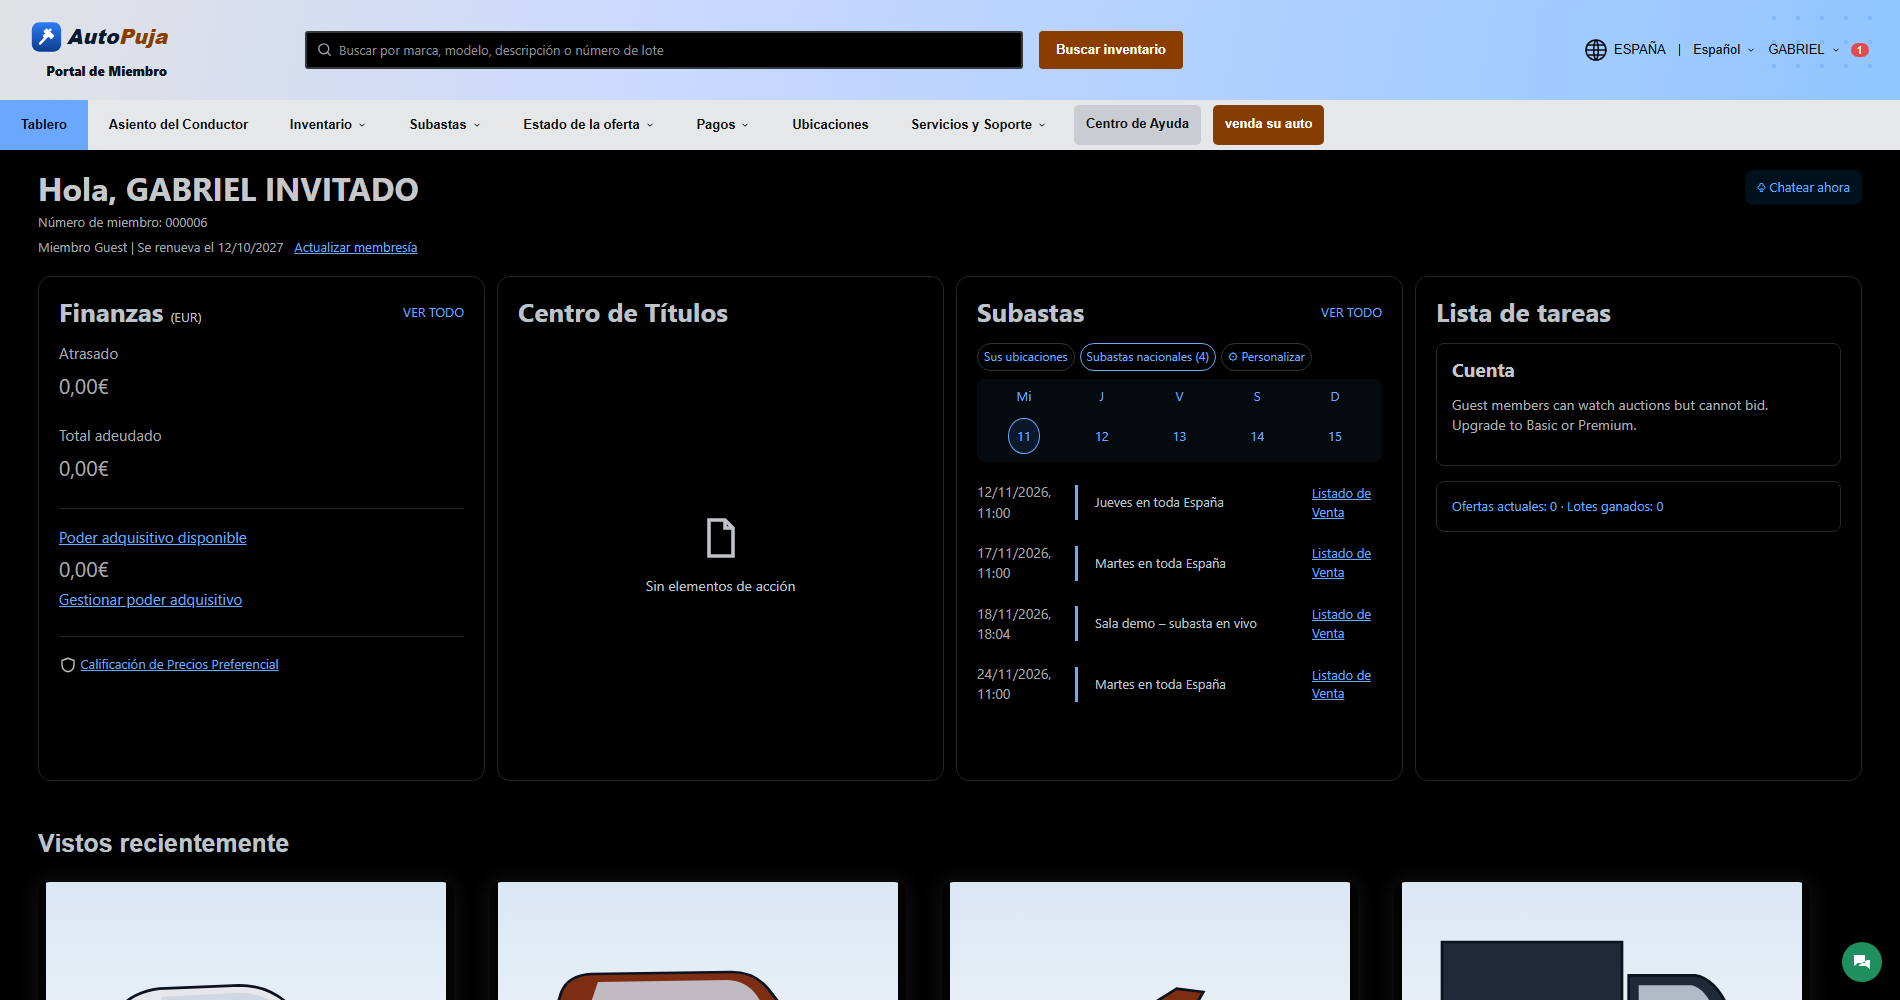 AutoPuja
Portal de Miembro
Buscar por marca, modelo, descripción o número de lote
Buscar inventario
ESPAÑA | Español GABRIEL 1
Tablero
Asiento del Conductor
Inventario
Subastas
Estado de la oferta
Pagos
Ubicaciones
Servicios y Soporte
Centro de Ayuda
venda su auto
Hola, GABRIEL INVITADO
Chatear ahora
Número de miembro: 000006
Miembro Guest | Se renueva el 12/10/2027 Actualizar membresía
Finanzas (EUR)
VER TODO
Atrasado
0,00€
Total adeudado
0,00€
Poder adquisitivo disponible
0,00€
Gestionar poder adquisitivo
Calificación de Precios Preferencial
Centro de Títulos
Sin elementos de acción
Subastas
VER TODO
Sus ubicaciones
Subastas nacionales (4)
Personalizar
Mi J V S D
11 12 13 14 15
12/11/2026, 11:00
Jueves en toda España
Listado de Venta
17/11/2026, 11:00
Martes en toda España
Listado de Venta
18/11/2026, 18:04
Sala demo – subasta en vivo
Listado de Venta
24/11/2026, 11:00
Martes en toda España
Listado de Venta
Lista de tareas
Cuenta
Guest members can watch auctions but cannot bid.
Upgrade to Basic or Premium.
Ofertas actuales: 0 · Lotes ganados: 0
Vistos recientemente